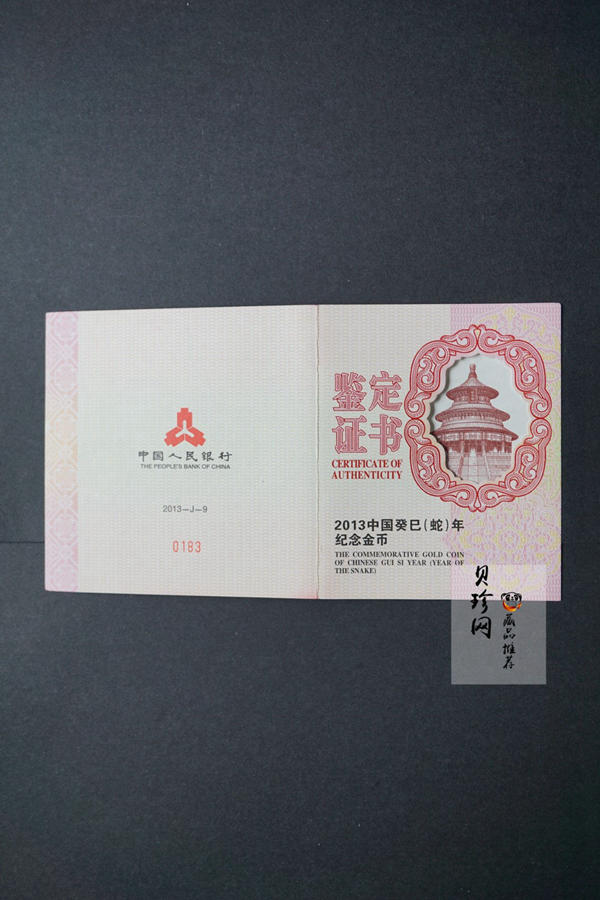 中国人民银行
THE PEOPLE'S BANK OF CHINA
2013-J-9
0183
鉴定
证书
CERTIFICATE OF
AUTHENTICITY
2013中国癸巳(蛇)年
纪念金币
THE COMMEMORATIVE GOLD COIN
OF CHINESE GUI SI YEAR (YEAR OF
THE SNAKE)
贝珍网
藏品推荐